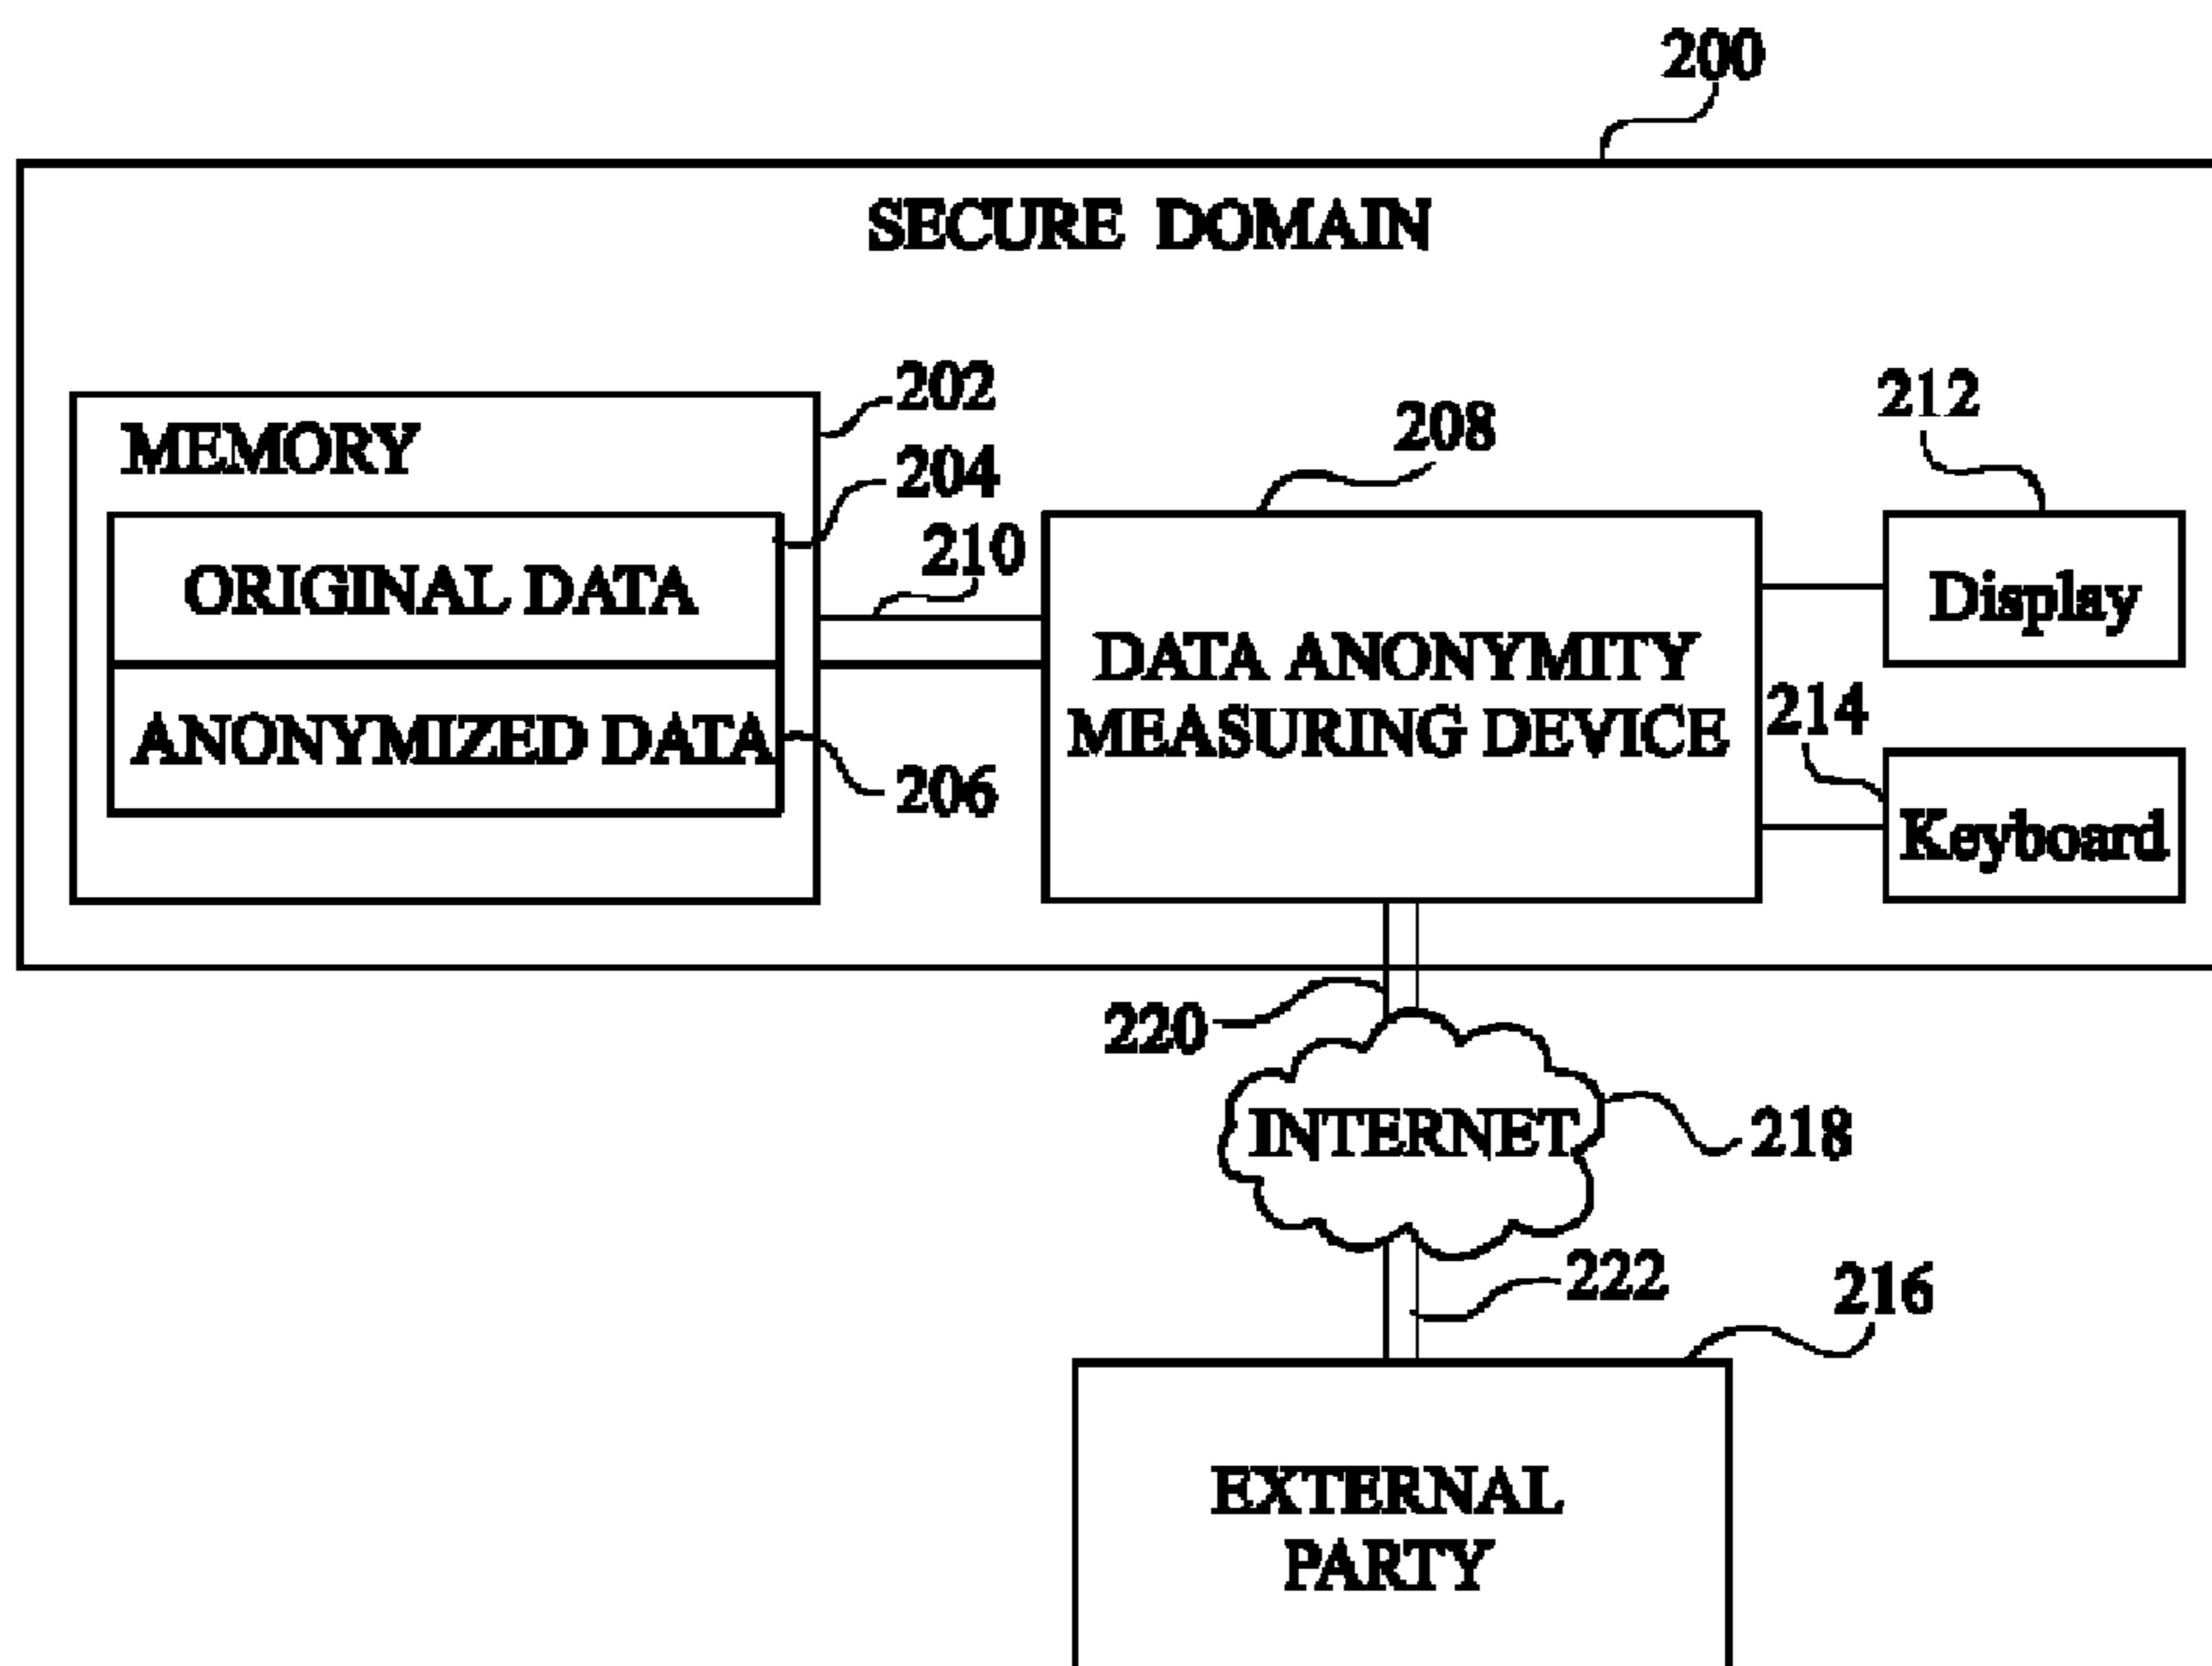 200
SECURE DOMAIN
202
MEMORY
204
208
212
210
ORIGINAL DATA
Display
DATA ANONYMITY
MEASURING DEVICE
214
ANONYMIZED DATA
206
Keyboard
220
INTERNET
218
222
216
EXTERNAL
PARTY